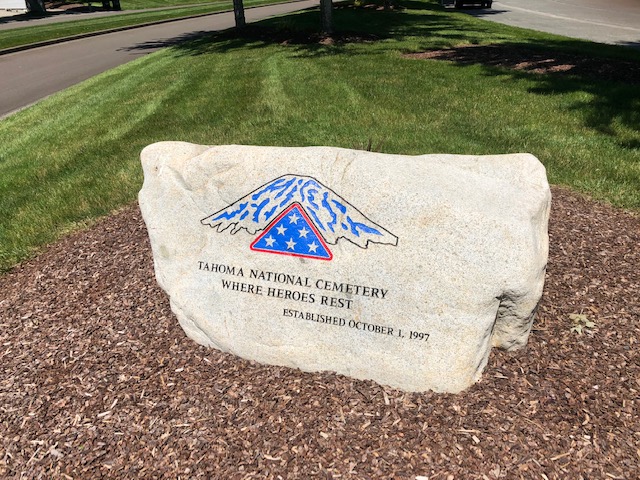 TAHOMA NATIONAL CEMETERY
WHERE HEROES REST
ESTABLISHED OCTOBER 1, 1997